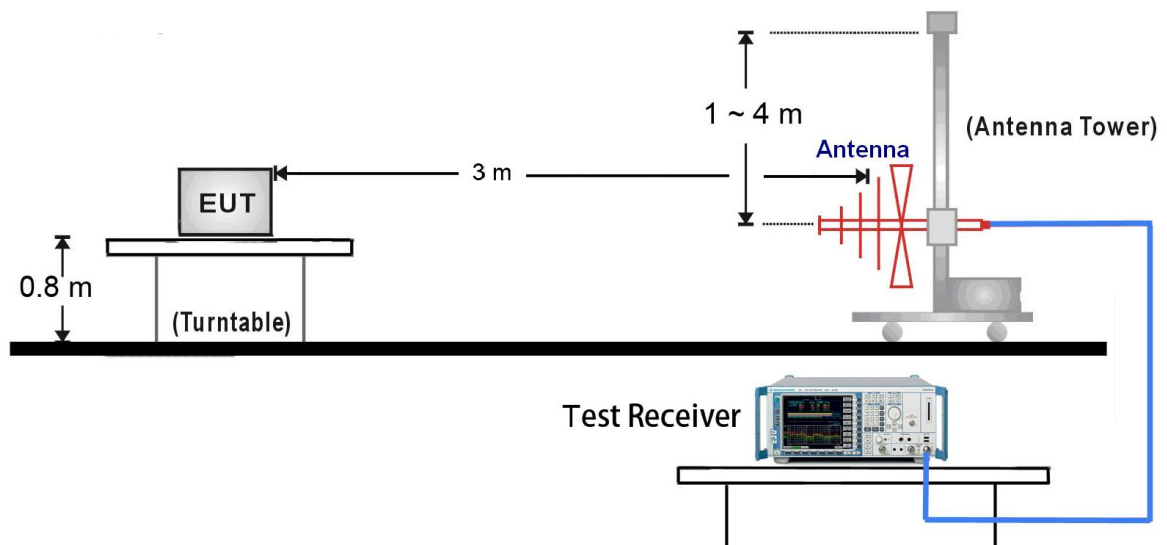 1 ~ 4 m
(Antenna Tower)
Antenna
3 m
EUT
0.8 m
(Turntable)
Test Receiver